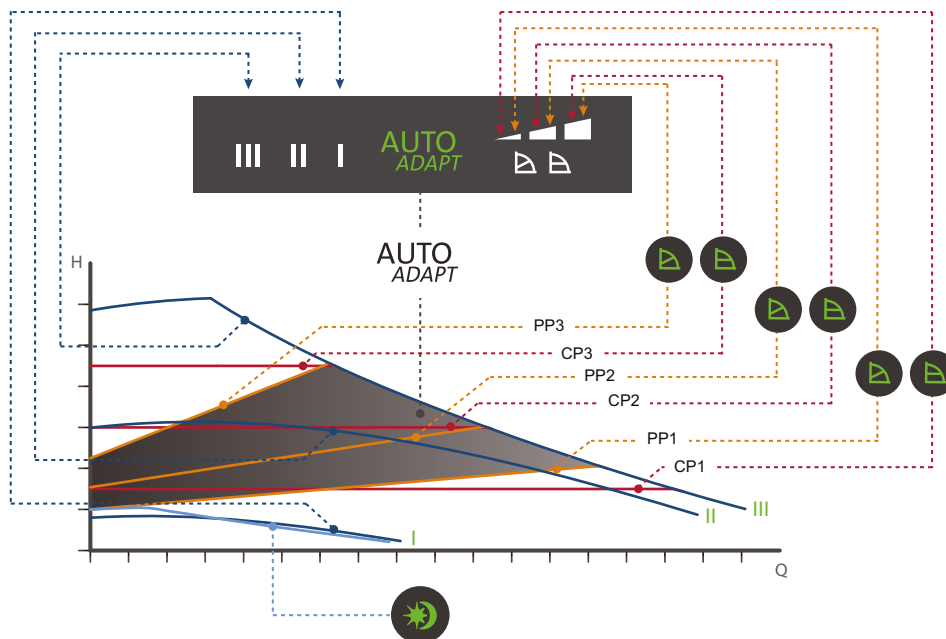 III II I
AUTO
ADAPT
AUTO
ADAPT
H
PP3
CP3
PP2
CP2
PP1
CP1
III
II
I
Q